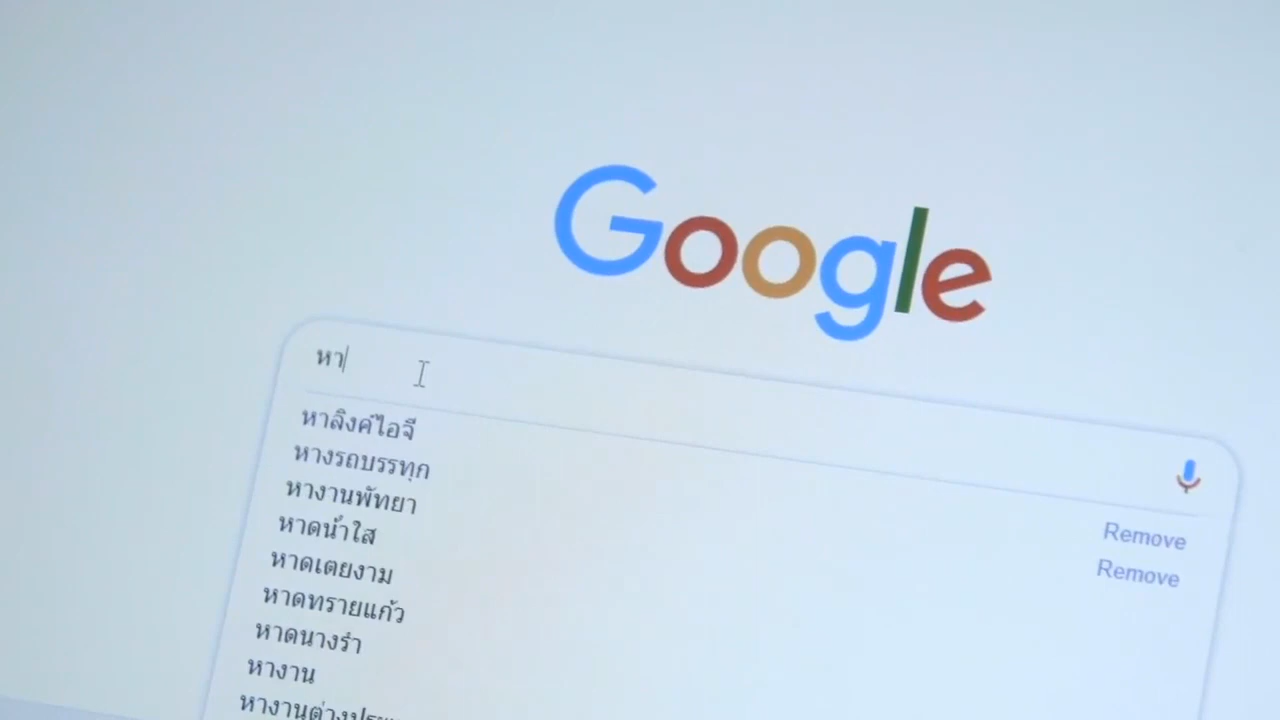 Google
หา
หาลิงค์ไอจี
หางรถบรรทุก
Remove
หางานพัทยา
Remove
หาดน้ำใส
หาดเตยงาม
หาดทรายแก้ว
หาดนางรำ
หางาน